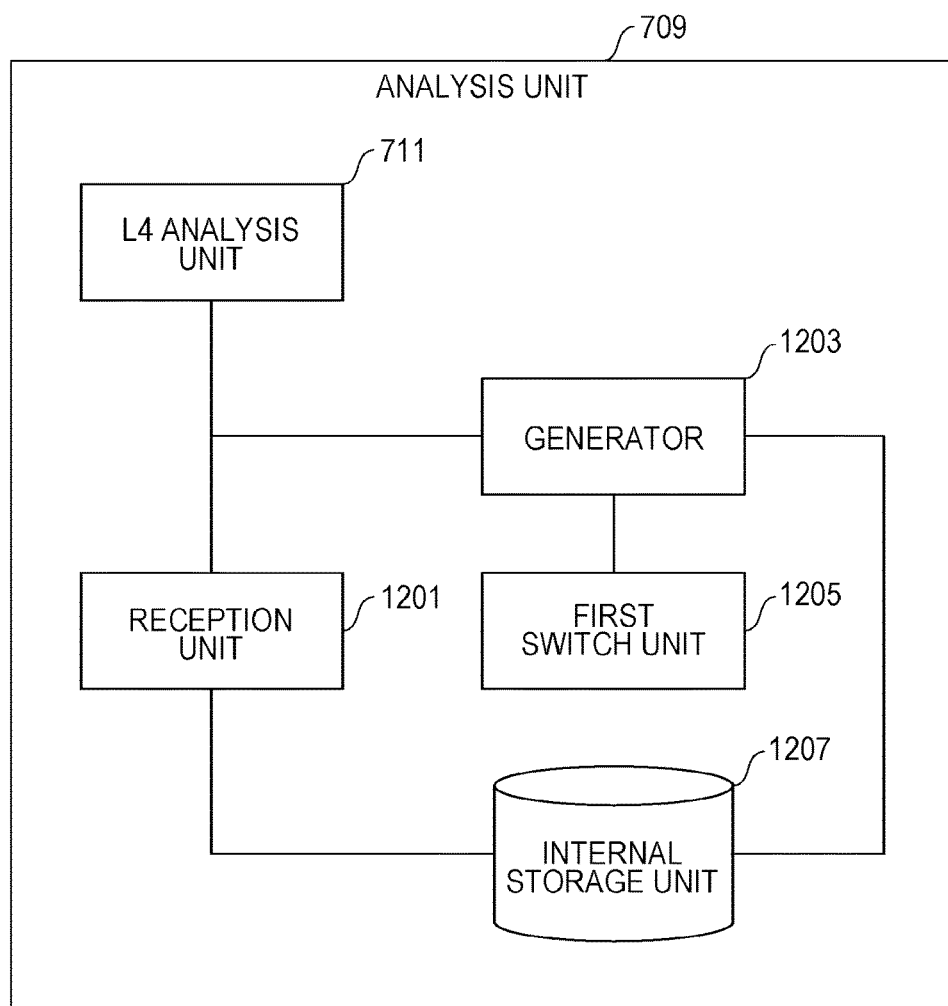 709
ANALYSIS UNIT
711
L4 ANALYSIS
UNIT
1203
GENERATOR
1201
RECEPTION
UNIT
1205
FIRST
SWITCH UNIT
1207
INTERNAL
STORAGE UNIT